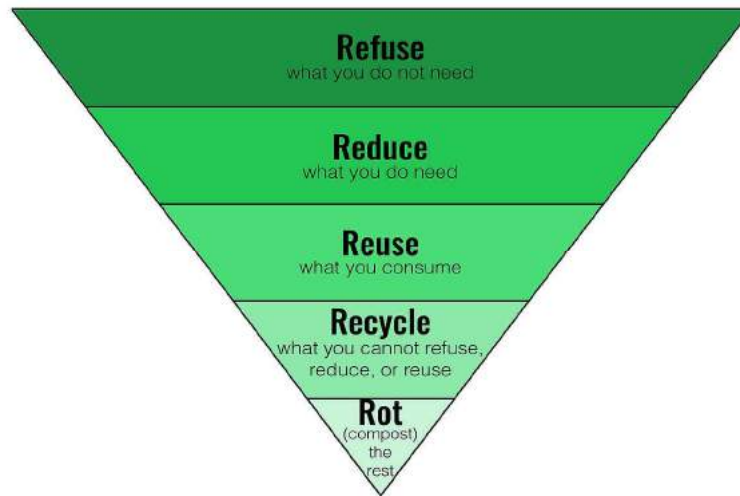 Refuse
what you do not need
Reduce
what you do need
Reuse
what you consume
Recycle
what you cannot refuse,
reduce, or reuse
Rot
(compost)
the
rest